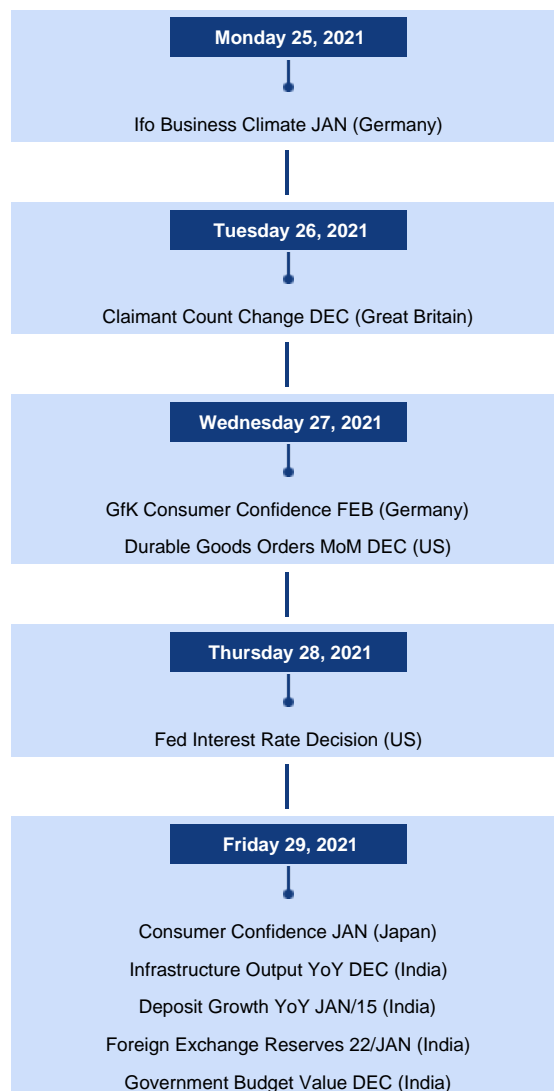 Monday 25, 2021
Ifo Business Climate JAN (Germany)
Tuesday 26, 2021
Claimant Count Change DEC (Great Britain)
Wednesday 27, 2021
GfK Consumer Confidence FEB (Germany)
Durable Goods Orders MoM DEC (US)
Thursday 28, 2021
Fed Interest Rate Decision (US)
Friday 29, 2021
Consumer Confidence JAN (Japan)
Infrastructure Output YoY DEC (India)
Deposit Growth YoY JAN/15 (India)
Foreign Exchange Reserves 22/JAN (India)
Government Budget Value DEC (India)